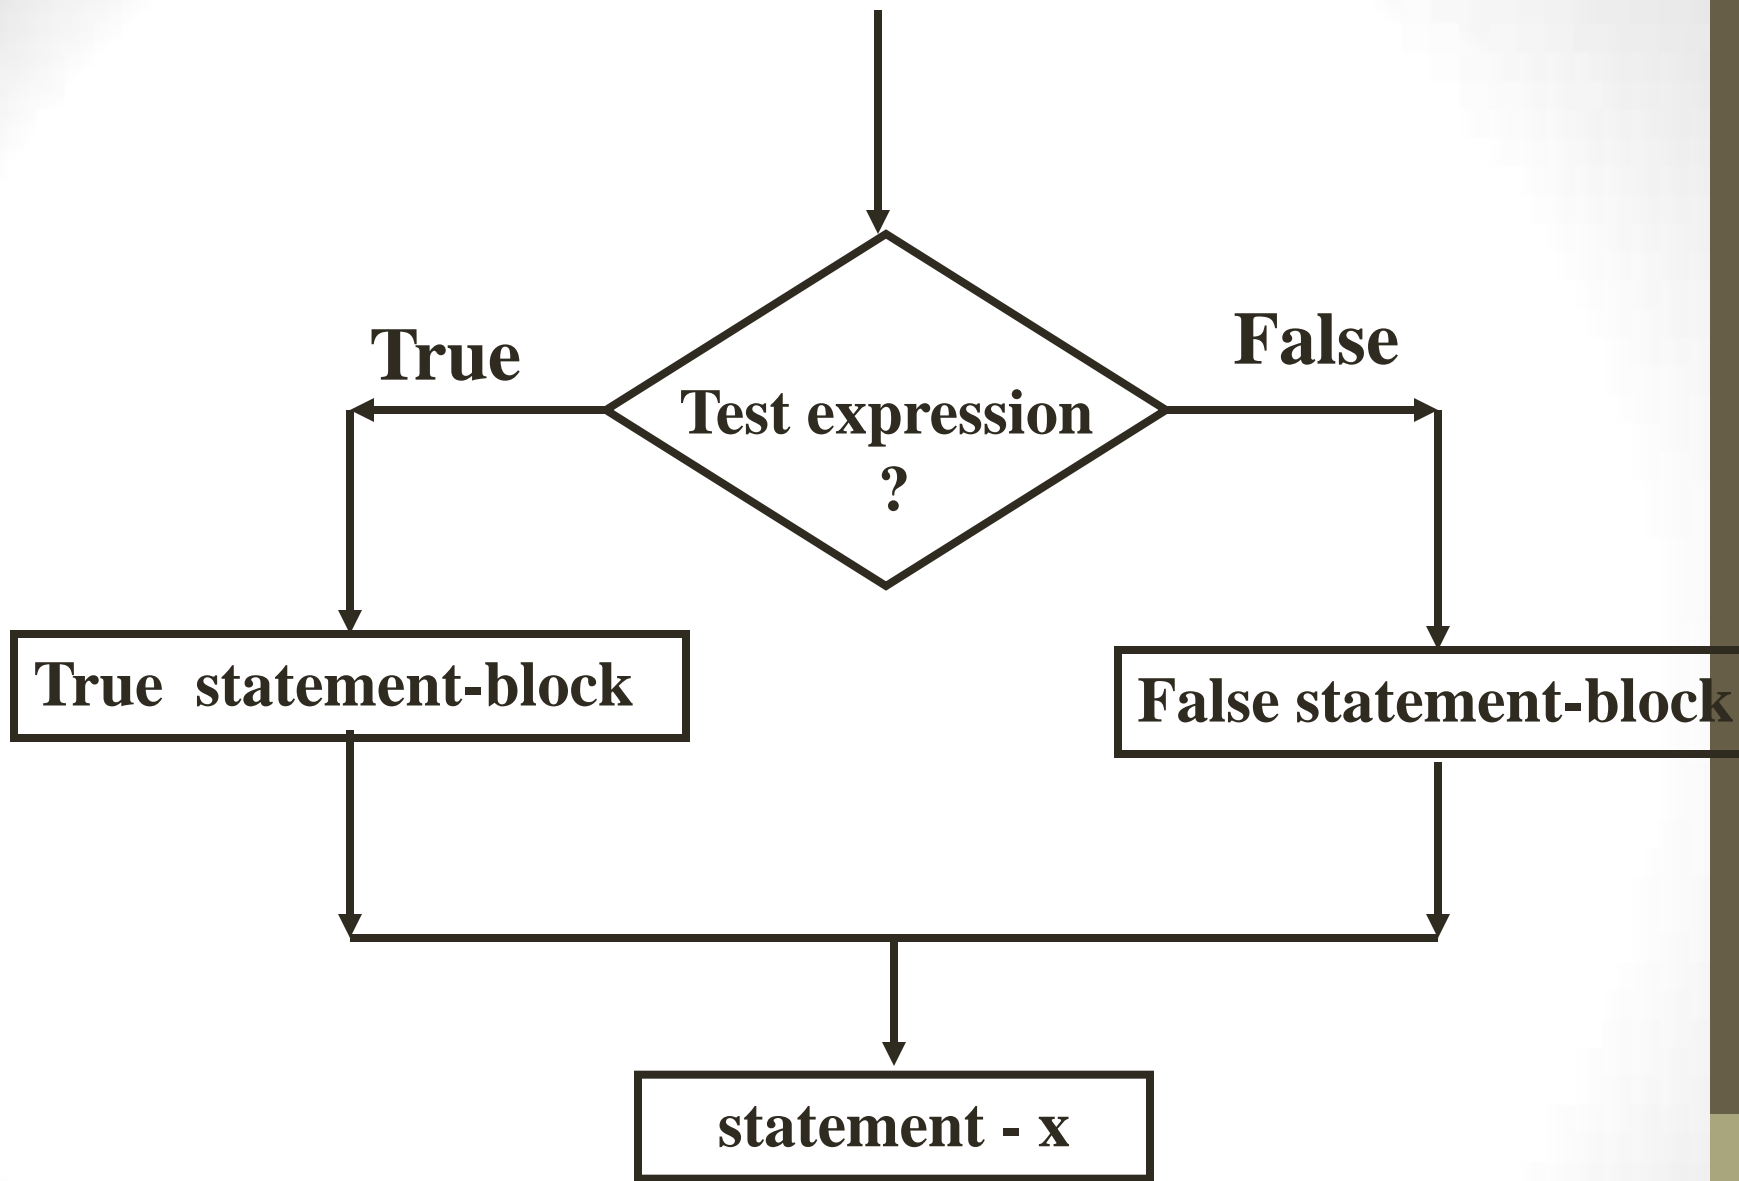 True
False
Test expression
?
True statement-block
False statement-block
statement - x